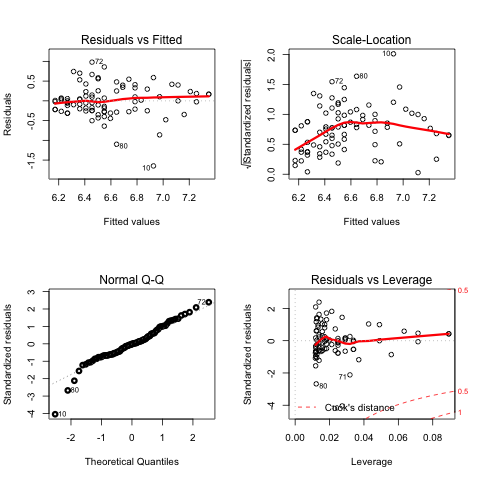 Residuals vs Fitted
Residuals
0.5
-0.5
-1.5
72
80
10
6.2 6.4 6.6 6.8 7.0 7.2
Fitted values
Scale-Location
√|Standardized residuals|
2.0
1.5
1.0
0.5
0.0
10
72
80
6.2 6.4 6.6 6.8 7.0 7.2
Fitted values
Normal Q-Q
Standardized residuals
3
2
1
0
-1
-2
-3
-4
72
80
10
-2 -1 0 1 2
Theoretical Quantiles
Residuals vs Leverage
Standardized residuals
2
0
-2
-4
0.5
0.5
1
80
71
Cook's distance
0.00 0.02 0.04 0.06 0.08
Leverage